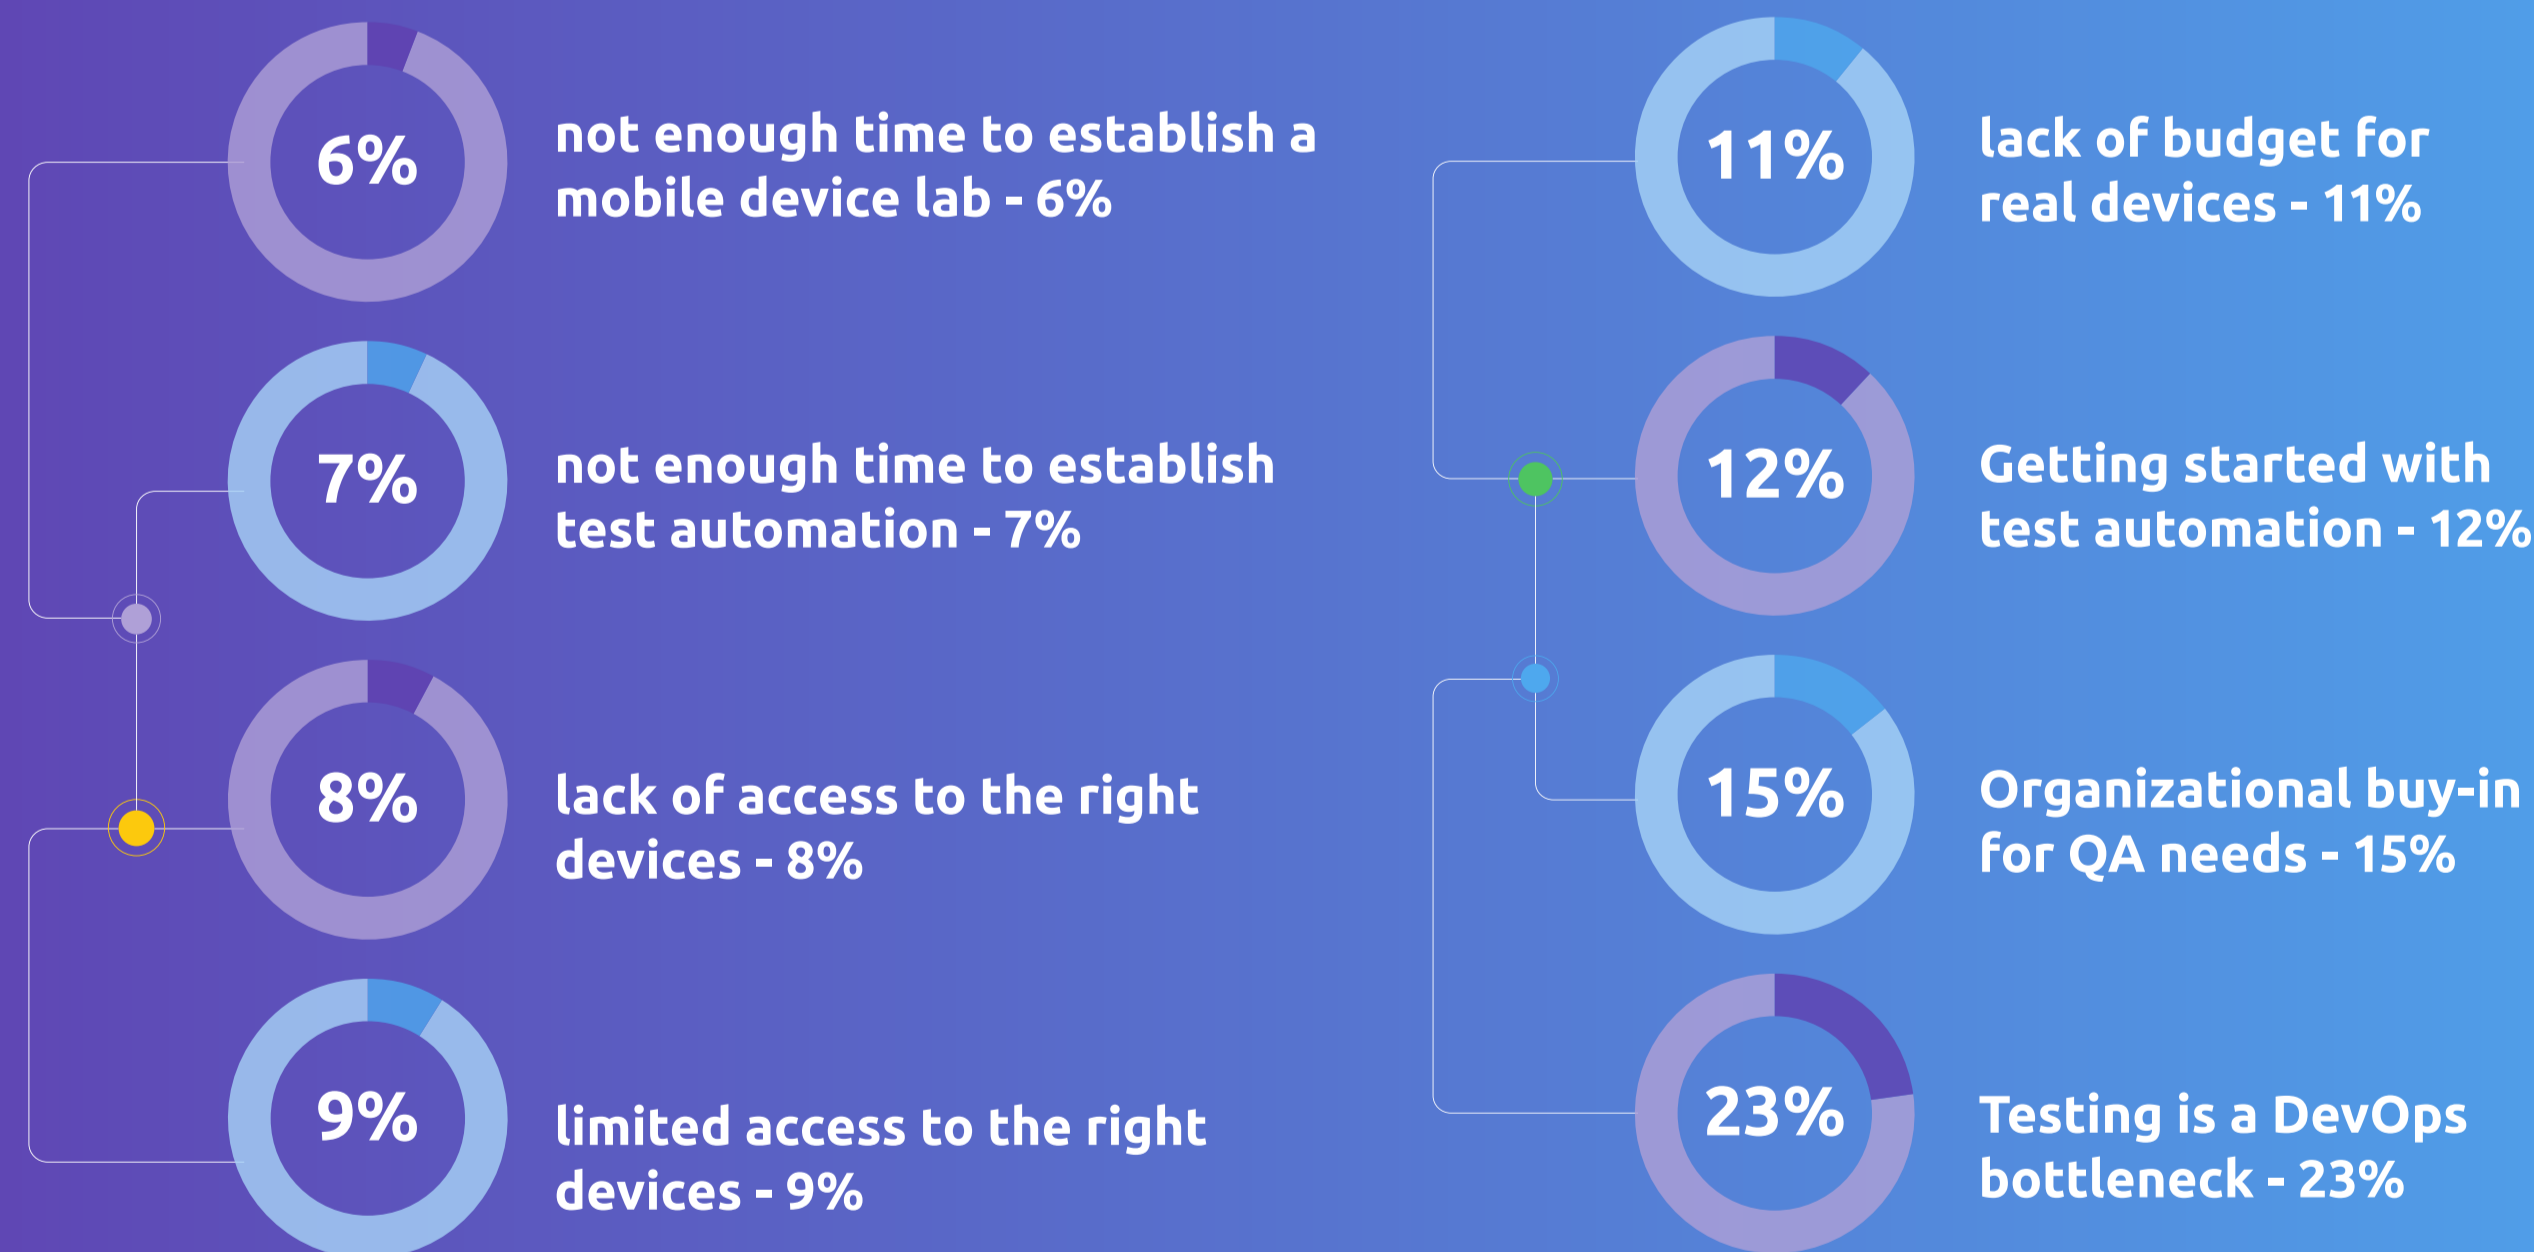 6%
not enough time to establish a
mobile device lab - 6%
7%
not enough time to establish
test automation - 7%
8%
lack of access to the right
devices - 8%
9%
limited access to the right
devices - 9%
11%
lack of budget for
real devices - 11%
12%
Getting started with
test automation - 12%
15%
Organizational buy-in
for QA needs - 15%
23%
Testing is a DevOps
bottleneck - 23%